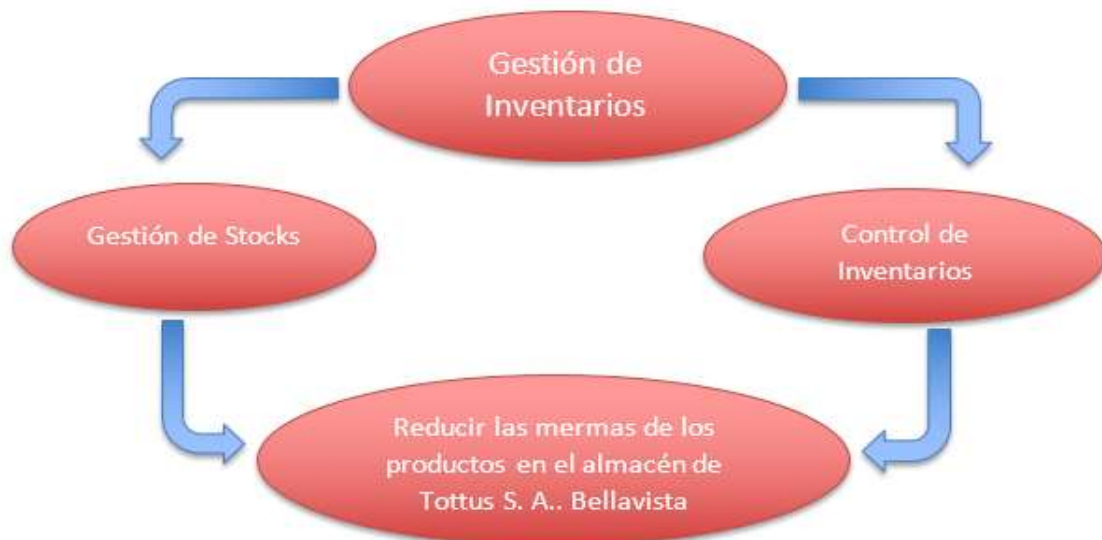 Gestión de
Inventarios
Gestión de Stocks
Control de
Inventarios
Reducir las mermas de los
productos en el almacén de
Tottus S. A.. Bellavista